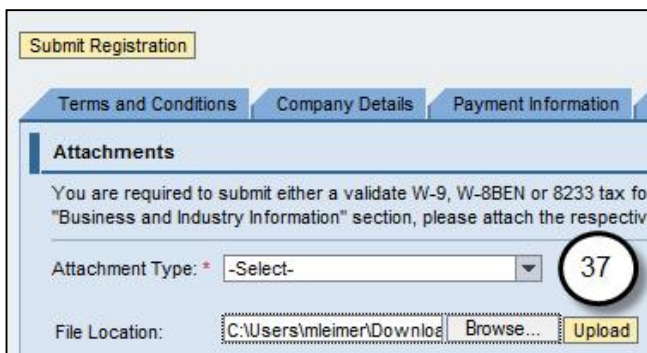 Submit Registration
Terms and Conditions Company Details Payment Information
Attachments
You are required to submit either a validate W-9, W-8BEN or 8233 tax fo
"Business and Industry Information" section, please attach the respectiv
Attachment Type: * -Select- 37
File Location: C:\Users\mleimer\Downloa Browse... Upload